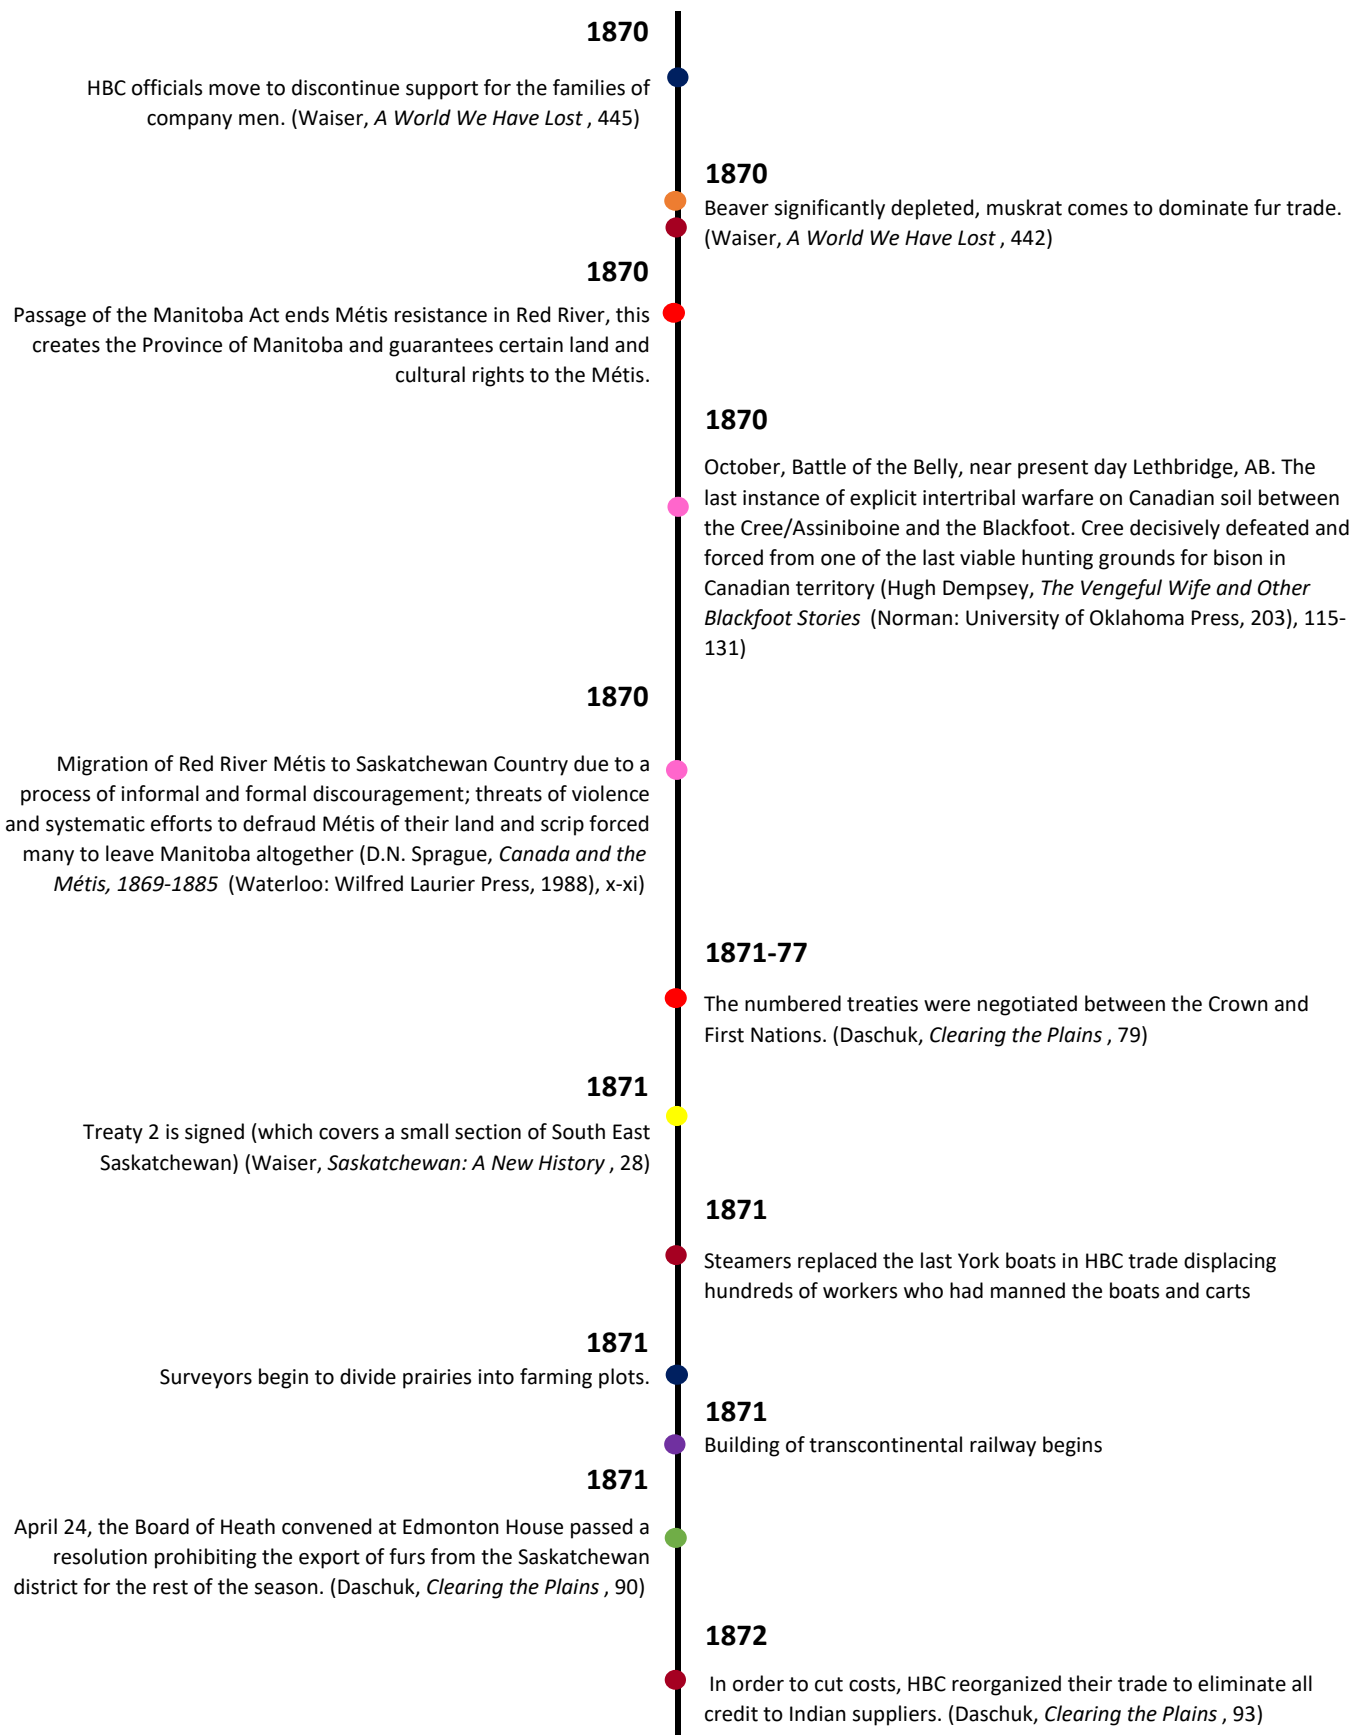 1870
HBC officials move to discontinue support for the families of
company men. (Waiser, A World We Have Lost , 445)
1870
Beaver significantly depleted, muskrat comes to dominate fur trade.
(Waiser, A World We Have Lost , 442)
1870
Passage of the Manitoba Act ends Métis resistance in Red River, this
creates the Province of Manitoba and guarantees certain land and
cultural rights to the Métis.
1870
October, Battle of the Belly, near present day Lethbridge, AB. The
last instance of explicit intertribal warfare on Canadian soil between
the Cree/Assiniboine and the Blackfoot. Cree decisively defeated and
forced from one of the last viable hunting grounds for bison in
Canadian territory (Hugh Dempsey, The Vengeful Wife and Other
Blackfoot Stories (Norman: University of Oklahoma Press, 203), 115-
131)
1870
Migration of Red River Métis to Saskatchewan Country due to a
process of informal and formal discouragement; threats of violence
and systematic efforts to defraud Métis of their land and scrip forced
many to leave Manitoba altogether (D.N. Sprague, Canada and the
Métis, 1869-1885 (Waterloo: Wilfred Laurier Press, 1988), x-xi)
1871-77
The numbered treaties were negotiated between the Crown and
First Nations. (Daschuk, Clearing the Plains , 79)
1871
Treaty 2 is signed (which covers a small section of South East
Saskatchewan) (Waiser, Saskatchewan: A New History , 28)
1871
Steamers replaced the last York boats in HBC trade displacing
hundreds of workers who had manned the boats and carts
1871
Surveyors begin to divide prairies into farming plots.
1871
Building of transcontinental railway begins
1871
April 24, the Board of Heath convened at Edmonton House passed a
resolution prohibiting the export of furs from the Saskatchewan
district for the rest of the season. (Daschuk, Clearing the Plains , 90)
1872
In order to cut costs, HBC reorganized their trade to eliminate all
credit to Indian suppliers. (Daschuk, Clearing the Plains , 93)